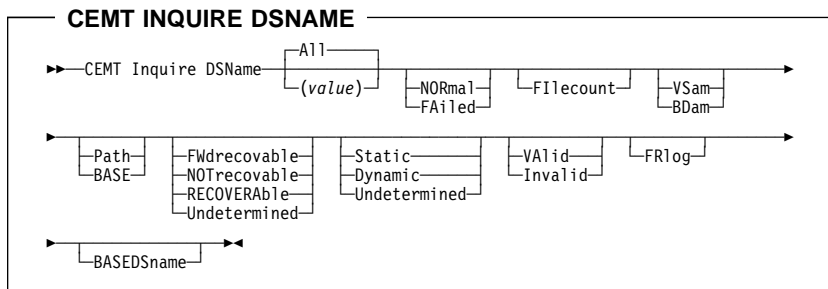 CEMT INQUIRE DSNAME
All
CEMT Inquire DSName
(value)
NORmal
FAiled
FIlecount
VSam
BDam
Path
BASE
FWdrecovable
NOTrecovable
RECOVERAble
Undetermined
Static
Dynamic
Undetermined
VAlid
Invalid
FRlog
BASEDSname